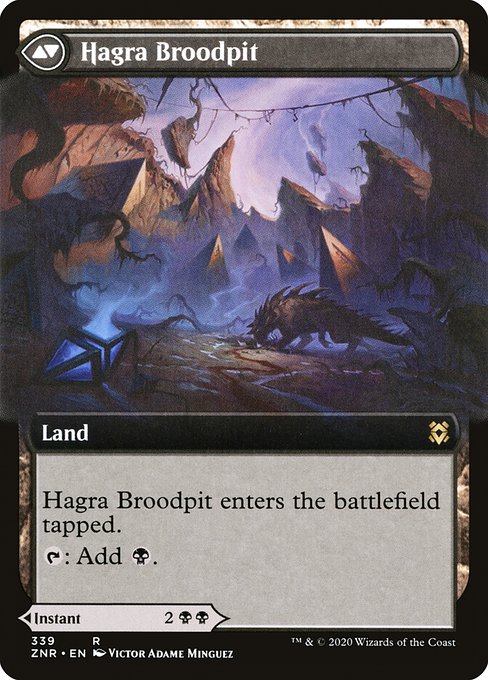 Hagra Broodpit
Land
Hagra Broodpit enters the battlefield
tapped.
: Add .
Instant 2
339 R
ZNR • EN Victor Adame Minguez
™ & © 2020 Wizards of the Coast